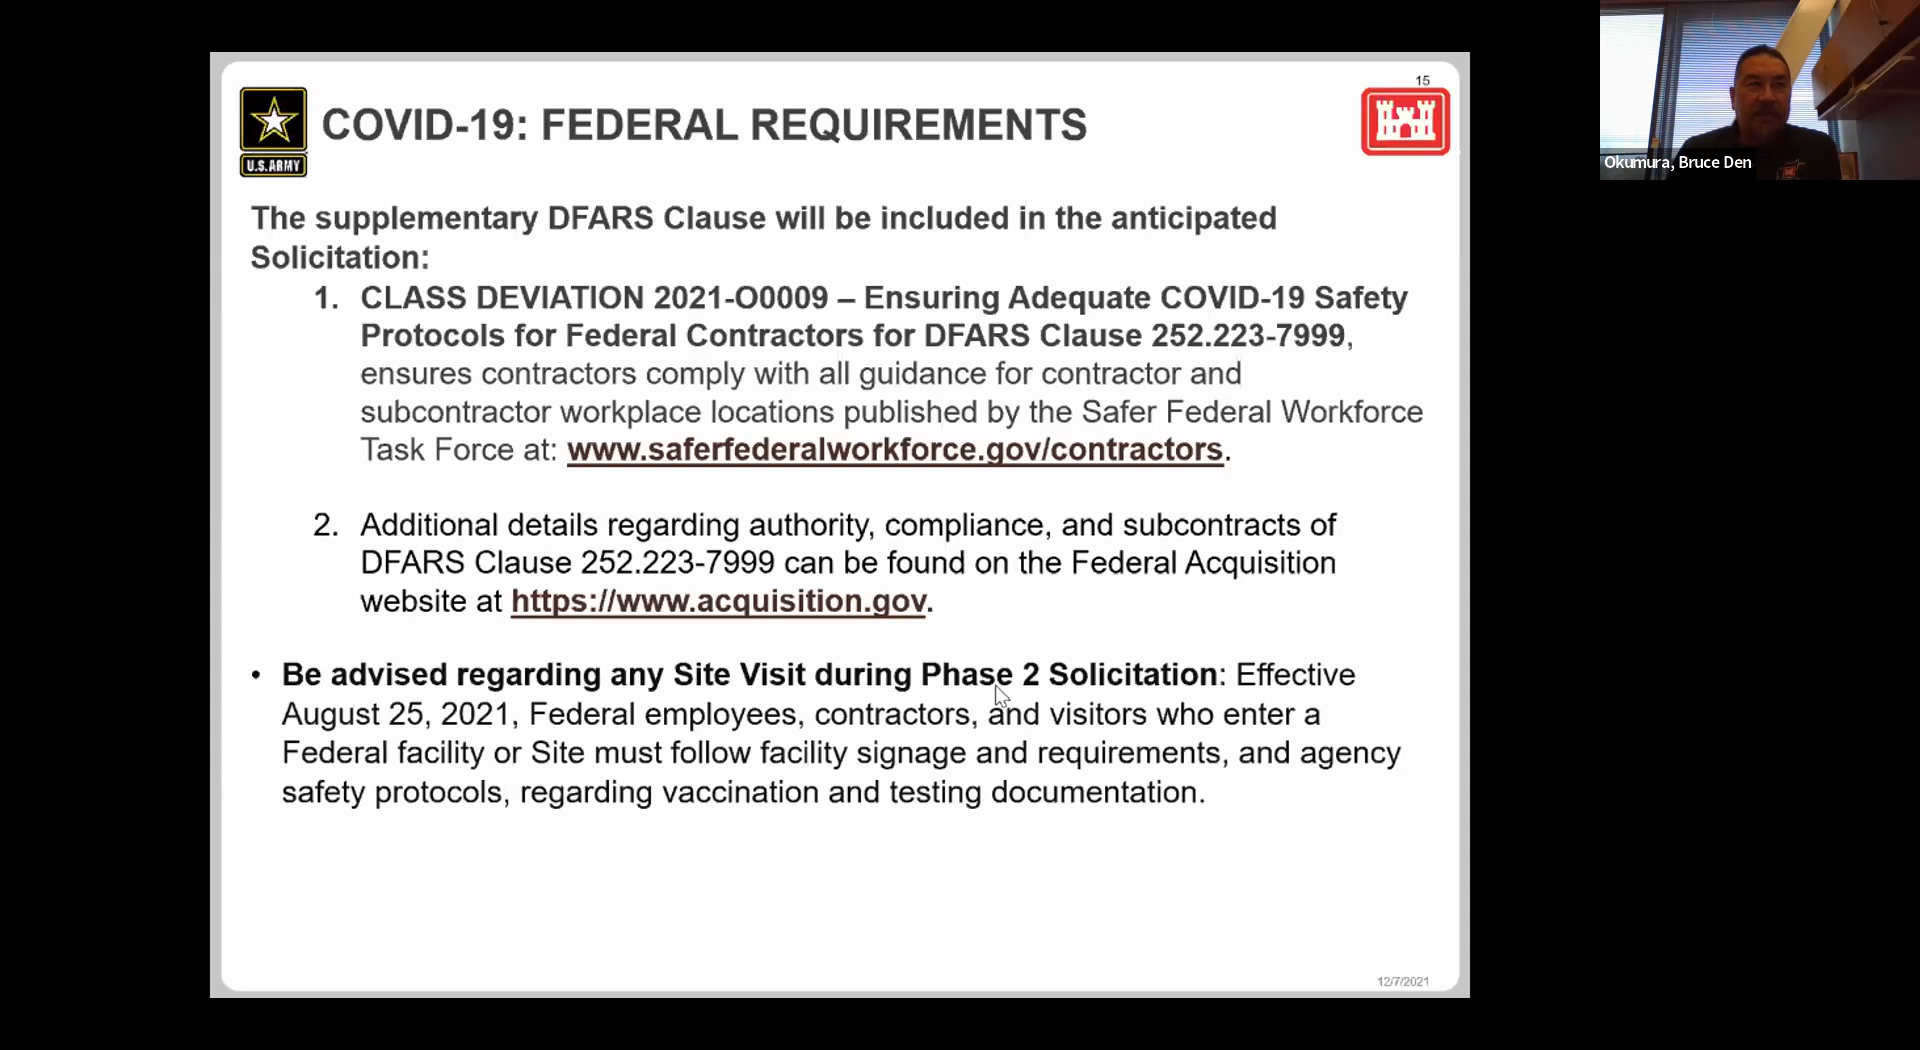 15
COVID-19: FEDERAL REQUIREMENTS
U.S.ARMY
Okumura, Bruce Den
The supplementary DFARS Clause will be included in the anticipated
Solicitation:
1. CLASS DEVIATION 2021-O0009 – Ensuring Adequate COVID-19 Safety
Protocols for Federal Contractors for DFARS Clause 252.223-7999,
ensures contractors comply with all guidance for contractor and
subcontractor workplace locations published by the Safer Federal Workforce
Task Force at: www.saferfederalworkforce.gov/contractors.
2. Additional details regarding authority, compliance, and subcontracts of
DFARS Clause 252.223-7999 can be found on the Federal Acquisition
website at https://www.acquisition.gov.
• Be advised regarding any Site Visit during Phase 2 Solicitation: Effective
August 25, 2021, Federal employees, contractors, and visitors who enter a
Federal facility or Site must follow facility signage and requirements, and agency
safety protocols, regarding vaccination and testing documentation.
12/7/2021